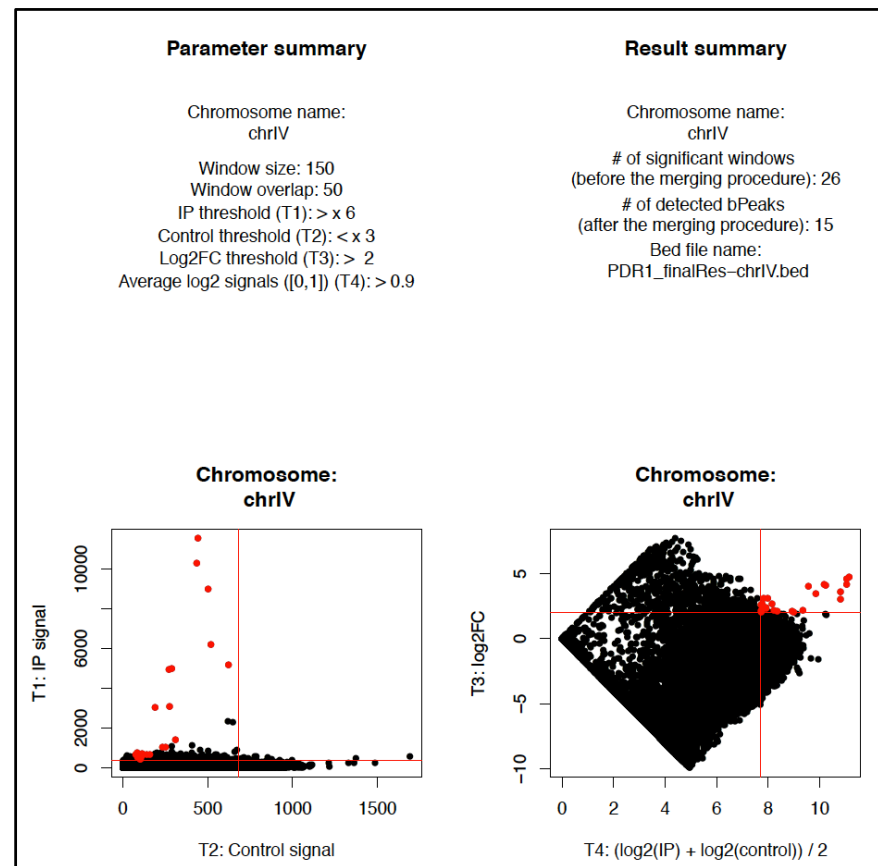 Parameter summary
Chromosome name:
chrIV
Window size: 150
Window overlap: 50
IP threshold (T1): > x 6
Control threshold (T2): < x 3
Log2FC threshold (T3): > 2
Average log2 signals ([0,1]) (T4): > 0.9
Result summary
Chromosome name:
chrIV
# of significant windows
(before the merging procedure): 26
# of detected bPeaks
(after the merging procedure): 15
Bed file name:
PDR1_finalRes−chrIV.bed
Chromosome:
chrIV
T1: IP signal
10000
6000
2000
0
0 500 1000 1500
T2: Control signal
Chromosome:
chrIV
T3: log2FC
5
0
−5
−10
0 2 4 6 8 10
T4: (log2(IP) + log2(control)) / 2